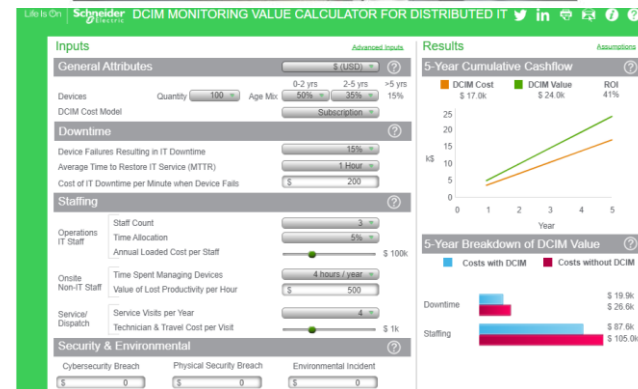 Life Is On | Schneider Electric DCIM MONITORING VALUE CALCULATOR FOR DISTRIBUTED IT
Inputs
Advanced Inputs
General Attributes
$ (USD)
0-2 yrs 2-5 yrs >5 yrs
Devices Quantity 100 Age Mix: 50% 35% 15%
DCIM Cost Model Subscription
Downtime
Device Failures Resulting in IT Downtime 15%
Average Time to Restore IT Service (MTTR) 1 Hour
Cost of IT Downtime per Minute when Device Fails $ 200
Staffing
Operations IT Staff
Staff Count 3
Time Allocation 5%
Annual Loaded Cost per Staff $ 100k
Onsite Non-IT Staff
Time Spent Managing Devices 4 hours / year
Value of Lost Productivity per Hour $ 500
Service/ Dispatch
Service Visits per Year 4
Technician & Travel Cost per Visit $ 1k
Security & Environmental
Cybersecurity Breach Physical Security Breach Environmental Incident
$ 0 $ 0 $ 0
Results
Assumptions
5-Year Cumulative Cashflow
DCIM Cost DCIM Value ROI
$ 17.0k $ 24.0k 41%
25
20
15
k$
10
5
0
0 1 2 3 4 5
Year
5-Year Breakdown of DCIM Value
Costs with DCIM Costs without DCIM
Downtime
$ 19.9k
$ 26.6k
Staffing
$ 87.6k
$ 105.0k